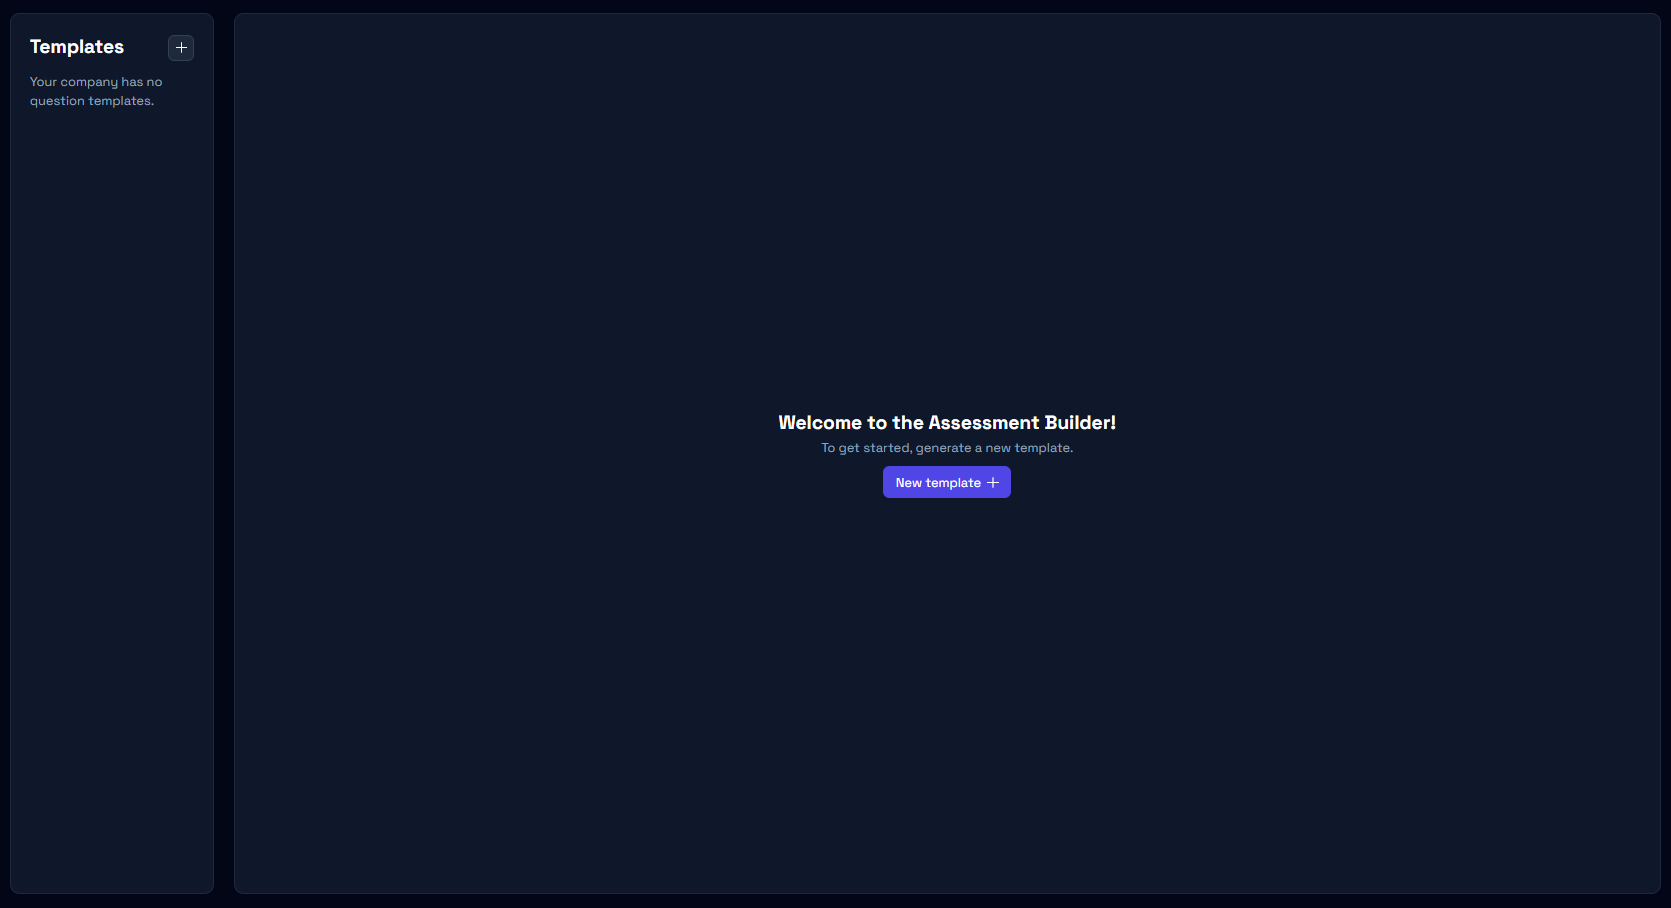 Templates
Your company has no
question templates.
Welcome to the Assessment Builder!
To get started, generate a new template.
New template